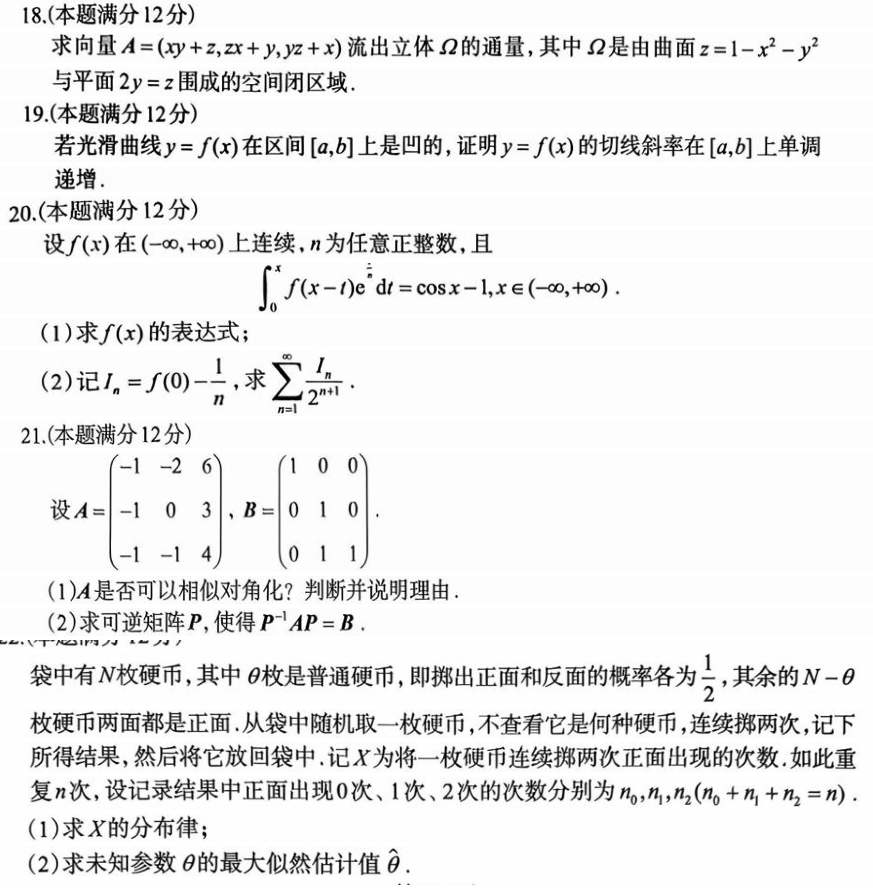 18.(本题满分12分)
求向量A=(xy+z,zx+y,yz+x)流出立体Ω的通量,其中Ω是由曲面z=1-x²-y²
与平面2y=z围成的空间闭区域.
19.(本题满分12分)
若光滑曲线y=f(x)在区间[a,b]上是凹的,证明y=f(x)的切线斜率在[a,b]上单调
递增.
20.(本题满分12分)
设f(x)在(-∞,+∞)上连续,n为任意正整数,且
∫₀ˣ f(x-t)e dt=cosx-1,x∈(-∞,+∞).
(1)求f(x)的表达式;
(2)记Iₙ=f(0)-1/n,求∑_{n=1}^{∞} Iₙ/2ⁿ⁺¹.
21.(本题满分12分)
设A=(-1 -2 6; -1 0 3; -1 -1 4)、B=(1 0 0; 0 1 0; 0 1 1).
(1)A是否可以相似对角化?判断并说明理由.
(2)求可逆矩阵P,使得P⁻¹AP=B.
袋中有N枚硬币,其中θ枚是普通硬币,即掷出正面和反面的概率各为1/2,其余的N-θ
枚硬币两面都是正面.从袋中随机取一枚硬币,不查看它是何种硬币,连续掷两次,记下
所得结果,然后将它放回袋中.记X为将一枚硬币连续掷两次正面出现的次数.如此重
复n次,设记录结果中正面出现0次、1次、2次的次数分别为n₀,n₁,n₂(n₀+n₁+n₂=n).
(1)求X的分布律;
(2)求未知参数θ的最大似然估计值θ̂.